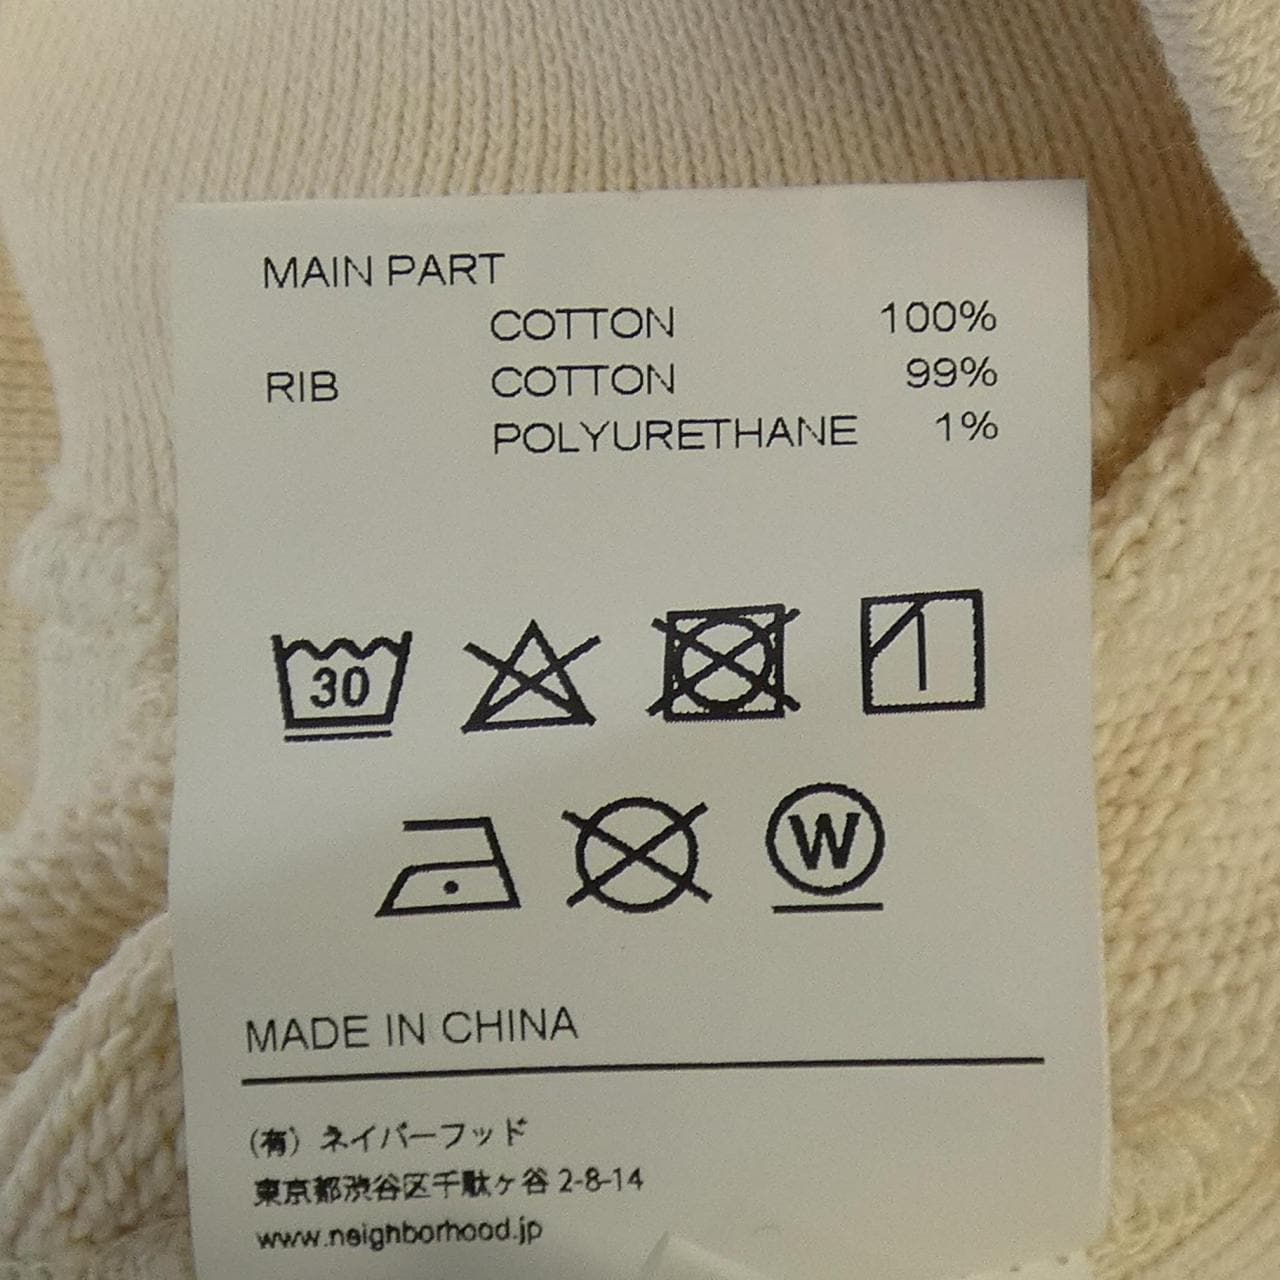 MAIN PART
COTTON 100%
RIB COTTON 99%
POLYURETHANE 1%
30
W
MADE IN CHINA
(有) ネイバーフッド
東京都渋谷区千駄ヶ谷 2-8-14
www.neighborhood.jp